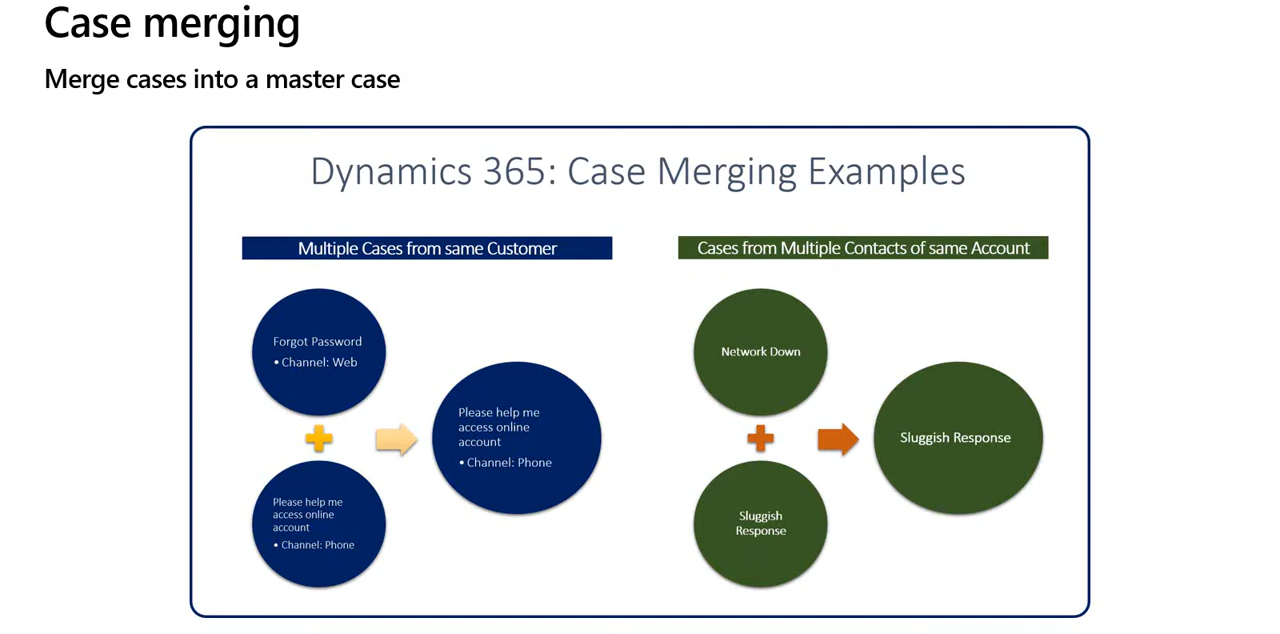 Case merging
Merge cases into a master case
Dynamics 365: Case Merging Examples
Multiple Cases from same Customer
Forgot Password
• Channel: Web
Please help me
access online
account
• Channel: Phone
Please help me
access online
account
• Channel: Phone
Cases from Multiple Contacts of same Account
Network Down
Sluggish
Response
Sluggish Response